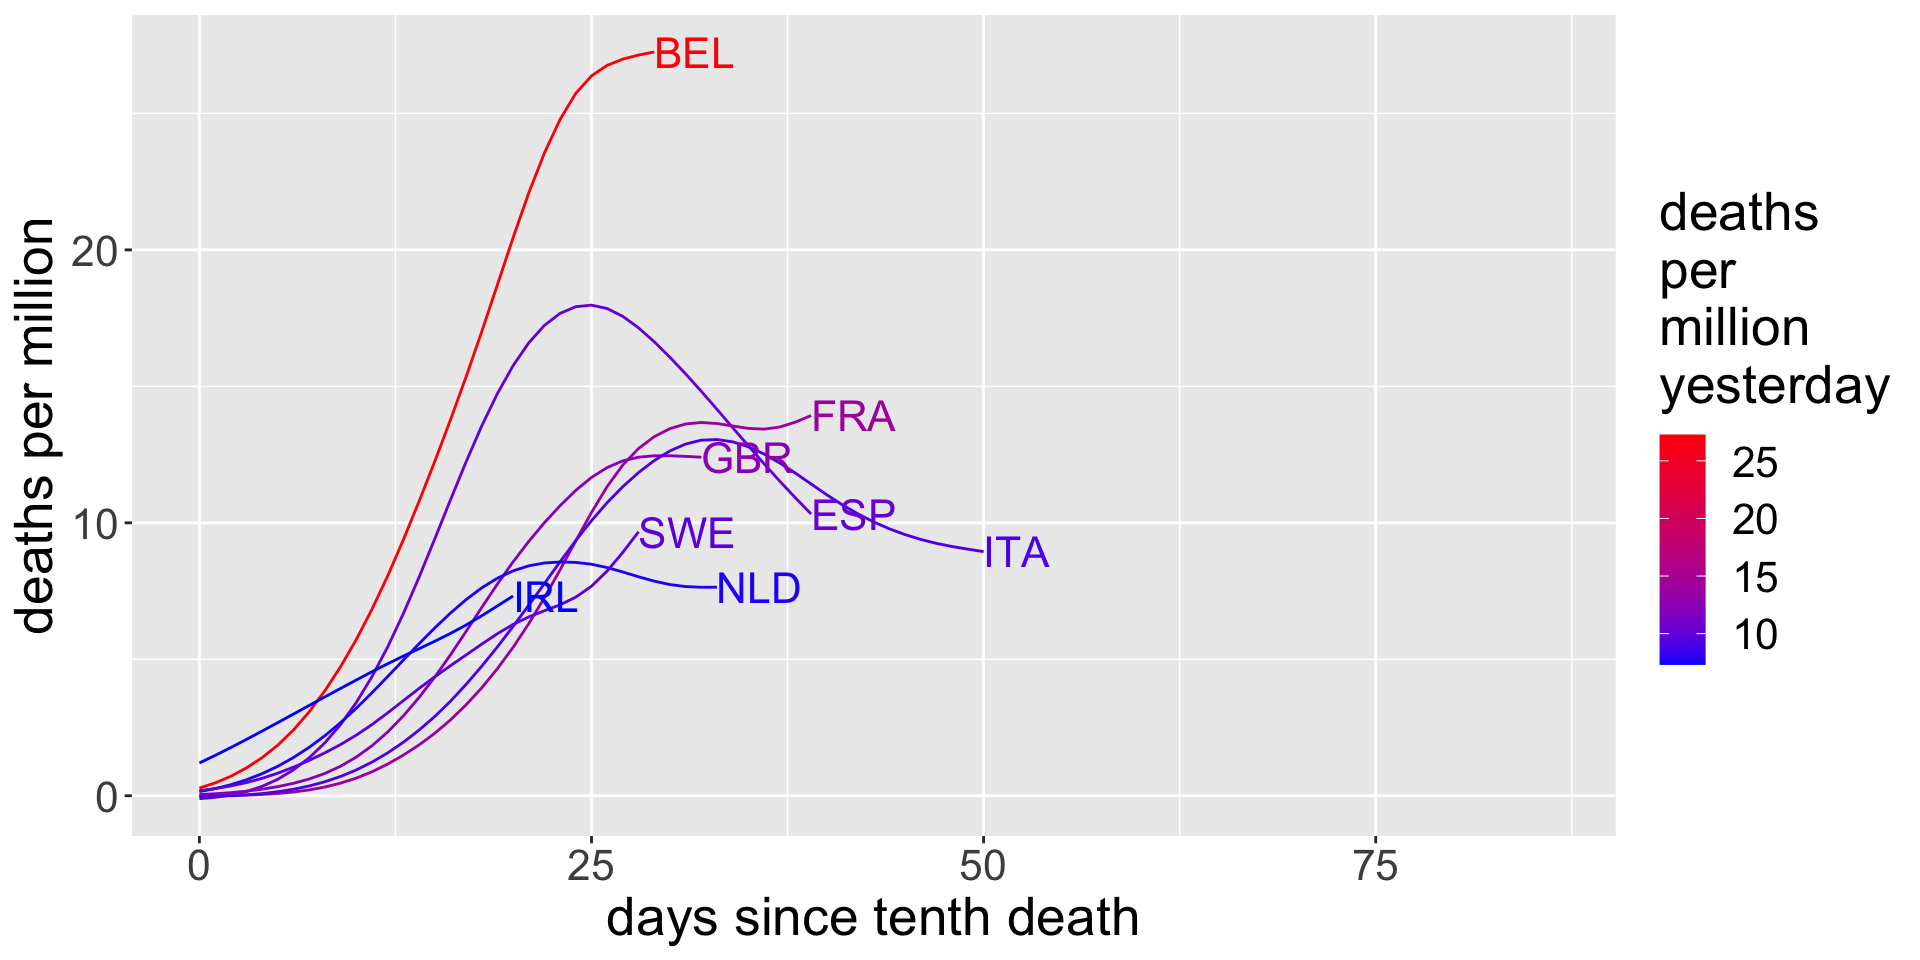 deaths per million
20
10
0
0
25
50
75
days since tenth death
BEL
FRA
GBR
ESP
SWE
ITA
NLD
IRL
deaths
per
million
yesterday
25
20
15
10